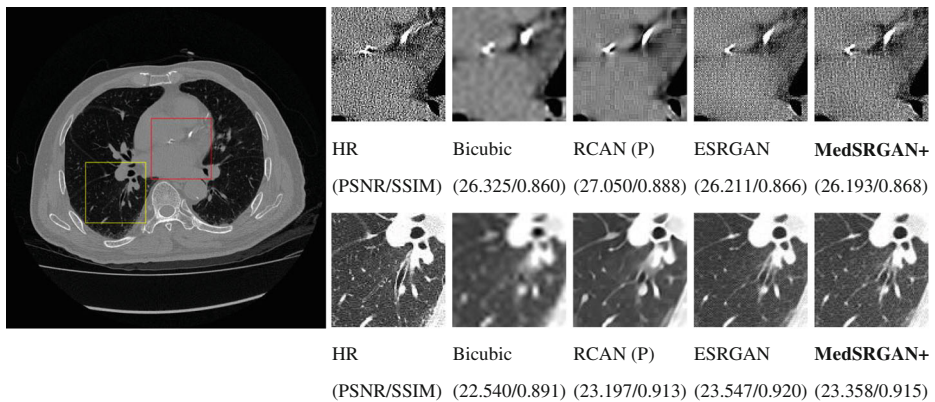 HR Bicubic RCAN (P) ESRGAN MedSRGAN+
(PSNR/SSIM) (26.325/0.860) (27.050/0.888) (26.211/0.866) (26.193/0.868)
HR Bicubic RCAN (P) ESRGAN MedSRGAN+
(PSNR/SSIM) (22.540/0.891) (23.197/0.913) (23.547/0.920) (23.358/0.915)